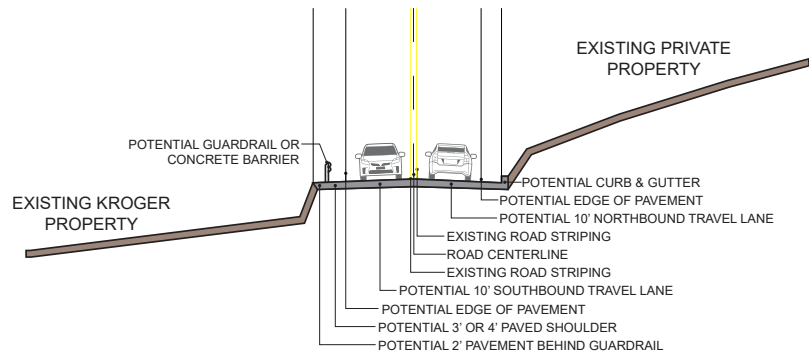 EXISTING PRIVATE
PROPERTY
POTENTIAL GUARDRAIL OR
CONCRETE BARRIER
EXISTING KROGER
PROPERTY
POTENTIAL CURB & GUTTER
POTENTIAL EDGE OF PAVEMENT
POTENTIAL 10’ NORTHBOUND TRAVEL LANE
EXISTING ROAD STRIPING
ROAD CENTERLINE
EXISTING ROAD STRIPING
POTENTIAL 10’ SOUTHBOUND TRAVEL LANE
POTENTIAL EDGE OF PAVEMENT
POTENTIAL 3’ OR 4’ PAVED SHOULDER
POTENTIAL 2’ PAVEMENT BEHIND GUARDRAIL